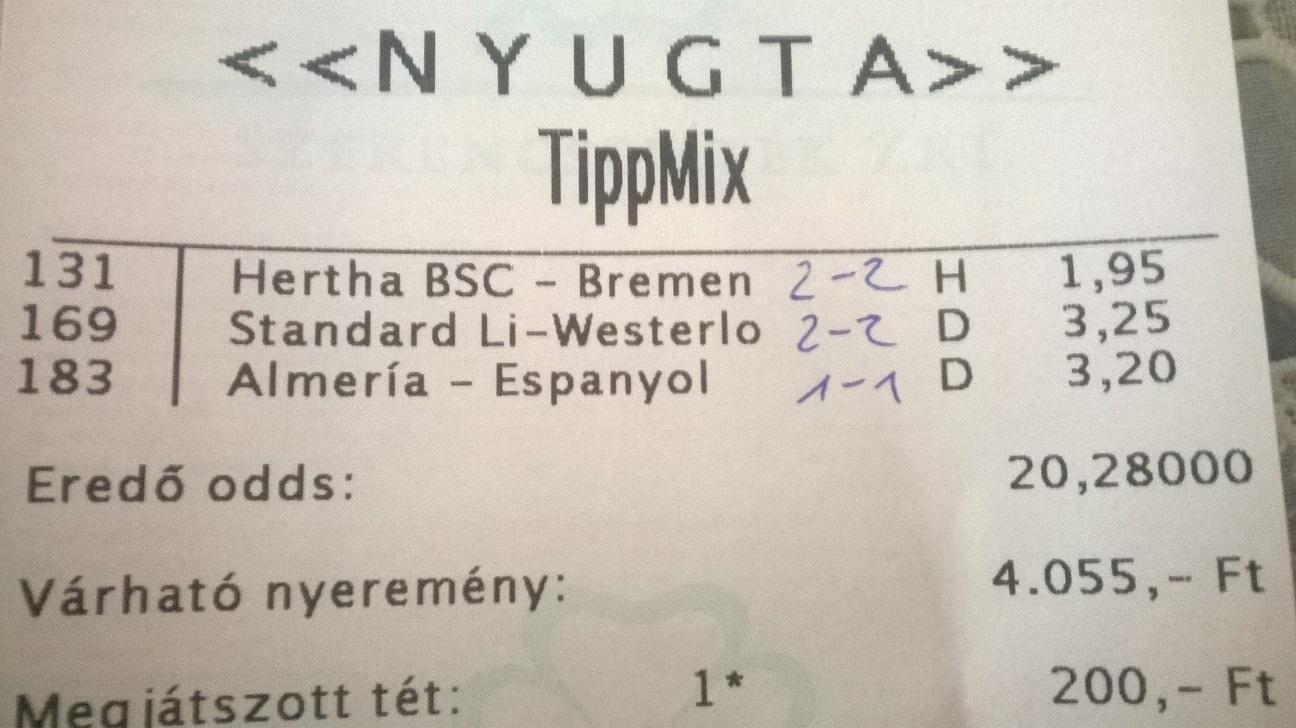 <<NYUGTA>>
TippMix
131 Hertha BSC - Bremen 2-2 H 1,95
169 Standard Li-Westerlo 2-2 D 3,25
183 Almería - Espanyol 1-1 D 3,20
Eredő odds: 20,28000
Várható nyeremény: 4.055,- Ft
Megjátszott tét: 1* 200,- Ft